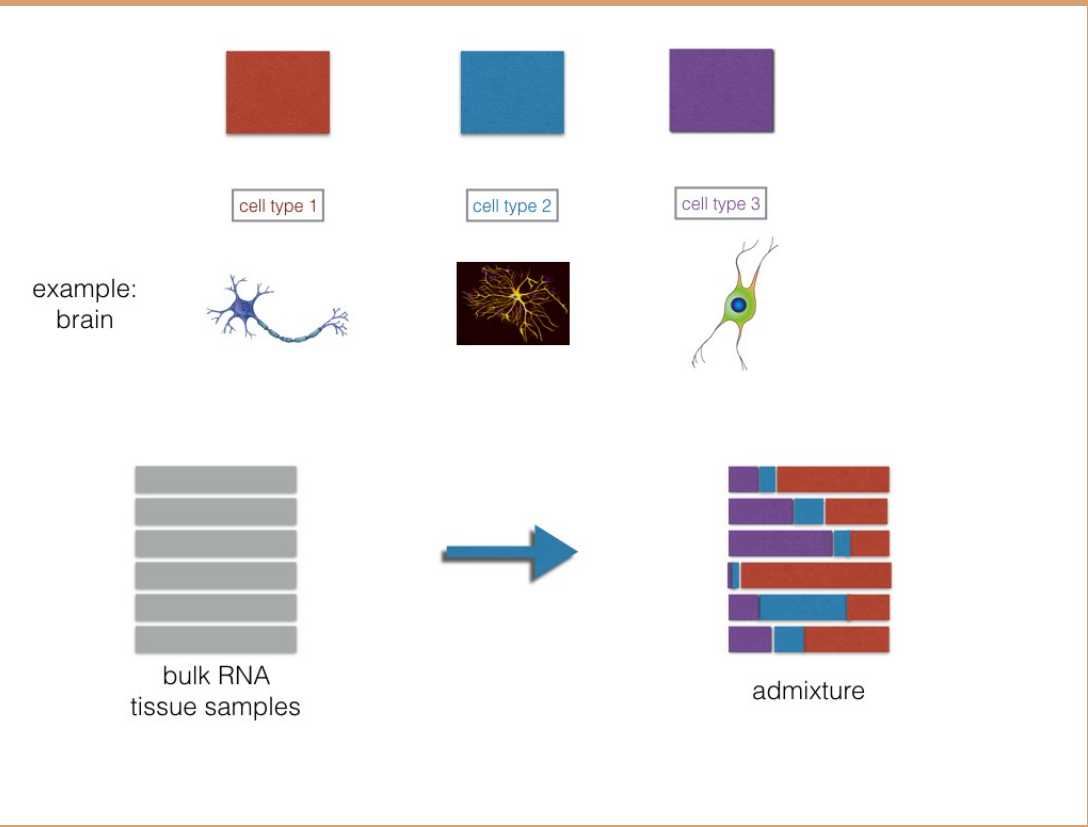 cell type 1
cell type 2
cell type 3
example:
brain
bulk RNA
tissue samples
admixture